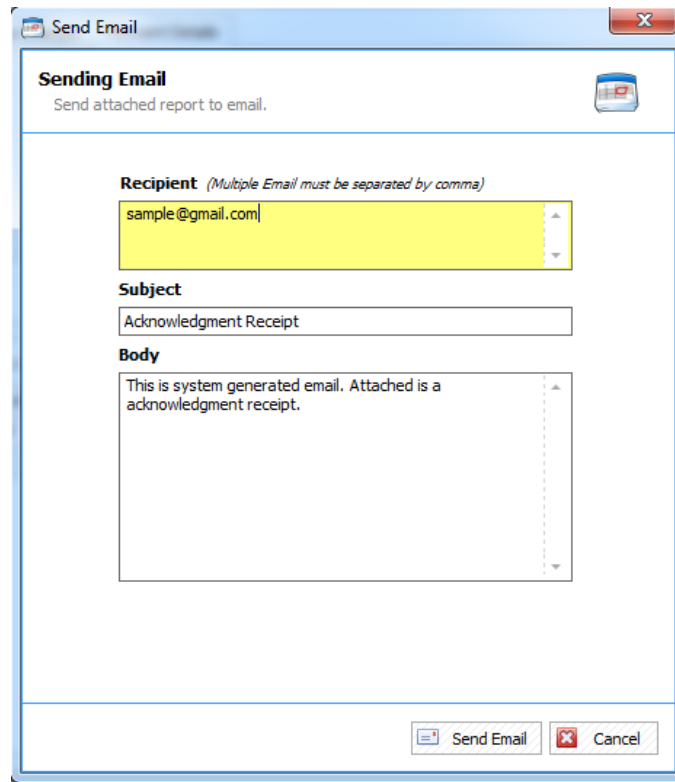 Send Email
Sending Email
Send attached report to email.
Recipient (Multiple Email must be separated by comma)
sample@gmail.com
Subject
Acknowledgment Receipt
Body
This is system generated email. Attached is a
acknowledgment receipt.
Send Email
Cancel